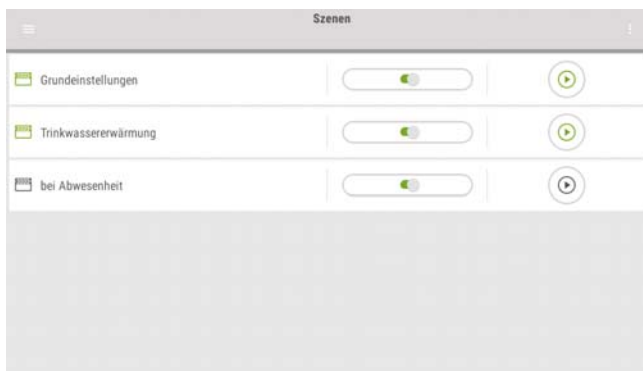 Szenen
Grundeinstellungen
Trinkwassererwärmung
bei Abwesenheit